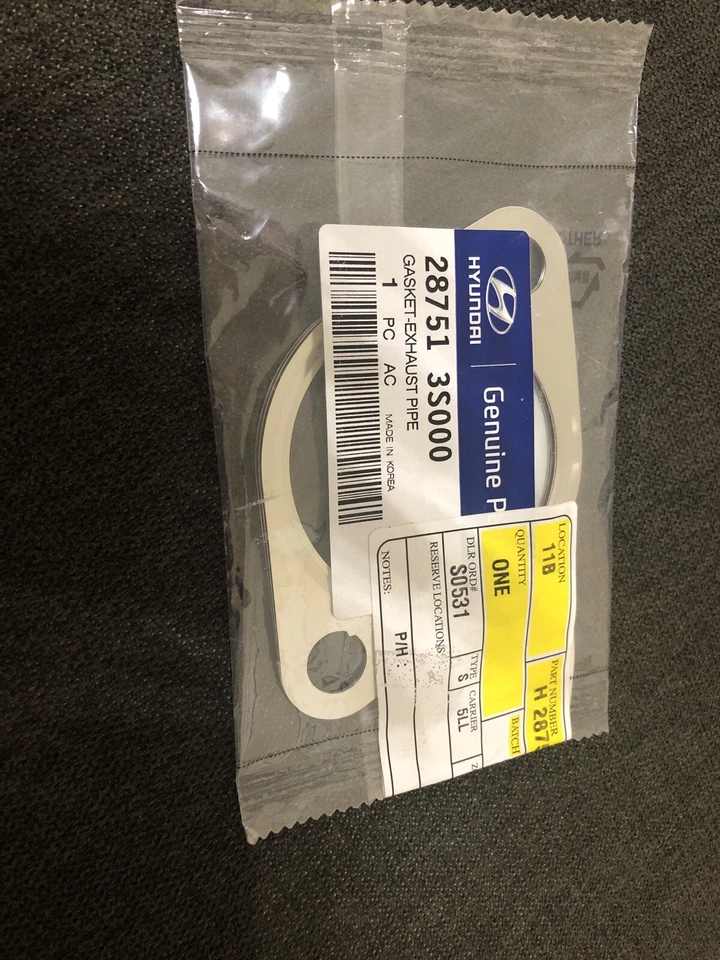 HYUNDAI
Genuine P
28751 3S000
GASKET-EXHAUST PIPE
1 PC AC MADE IN KOREA
LOCATION
11B
PART NUMBER
H 287
QUANTITY
ONE
BATCH
DLR ORD#
S0531
TYPE
S
CARRIER
5LL
RESERVE LOCATIONS:
P/H :
NOTES: